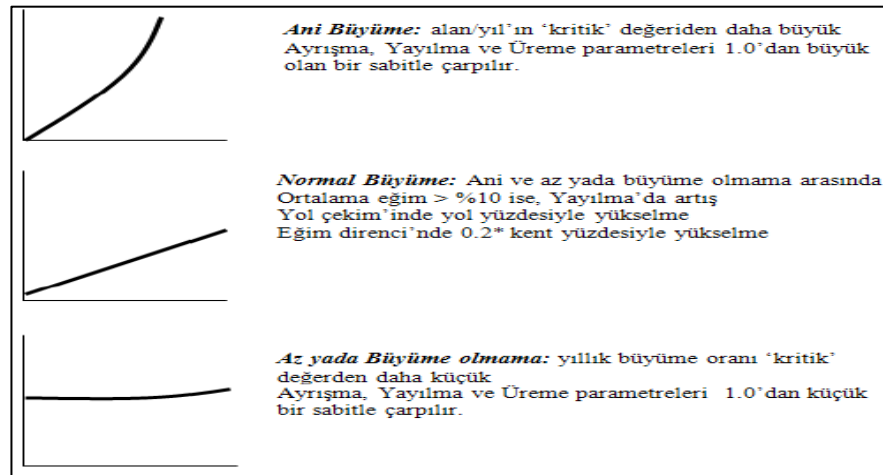 Ani Büyüme: alan/yıl’ın ‘kritik’ değeriden daha büyük
Ayrışma, Yayılma ve Üreme parametreleri 1.0’dan büyük
olan bir sabitle çarpılır.
Normal Büyüme: Ani ve az yada büyüme olmama arasında
Ortalama eğim > %10 ise, Yayılma’da artış
Yol çekim’inde yol yüzdesiyle yükselme
Eğim direnci’nde 0.2* kent yüzdesiyle yükselme
Az yada Büyüme olmama: yıllık büyüme oranı ‘kritik’
değerden daha küçük
Ayrışma, Yayılma ve Üreme parametreleri 1.0’dan küçük
bir sabitle çarpılır.